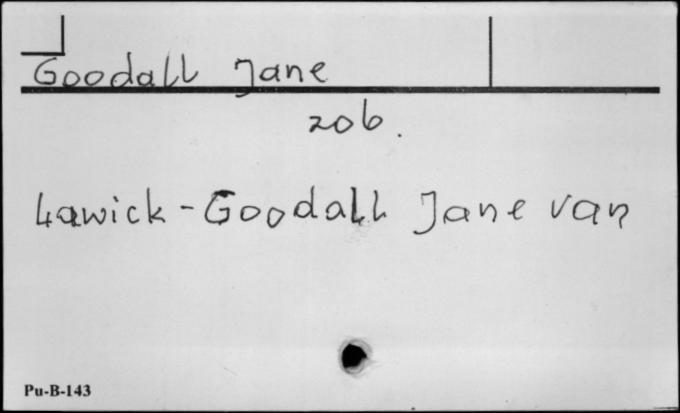 Goodall Jane
zob.
Lawick-Goodall Jane van
Pu-B-143